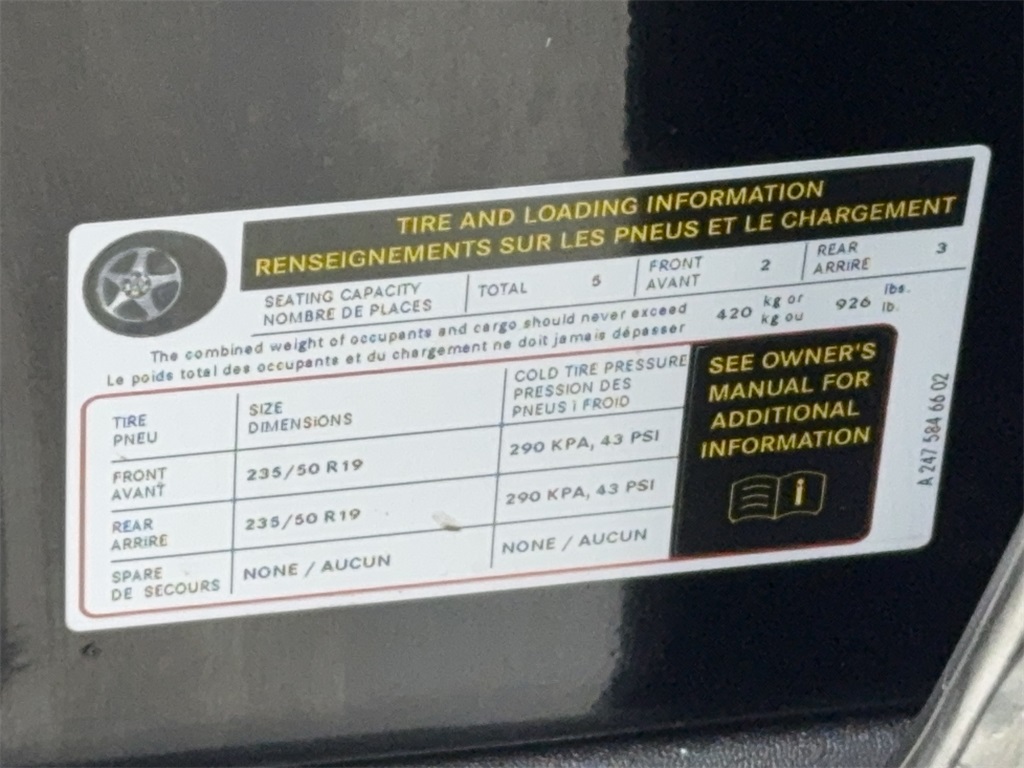 TIRE AND LOADING INFORMATION
RENSEIGNEMENTS SUR LES PNEUS ET LE CHARGEMENT
SEATING CAPACITY TOTAL 5 FRONT 2 REAR 3
NOMBRE DE PLACES AVANT ARRIRE
The combined weight of occupants and cargo should never exceed 420 kg or 926 lbs.
Le poids total des occupants et du chargement ne doit jamais dépasser kg ou lb.
TIRE SIZE COLD TIRE PRESSURE
PNEU DIMENSIONS PRESSION DES
PNEUS i FROID
FRONT 235/50 R19 290 KPA, 43 PSI
AVANT
REAR 235/50 R19 290 KPA, 43 PSI
ARRIRE
SPARE NONE / AUCUN NONE / AUCUN
DE SECOURS
SEE OWNER'S
MANUAL FOR
ADDITIONAL
INFORMATION
i
A 247 584 66 02